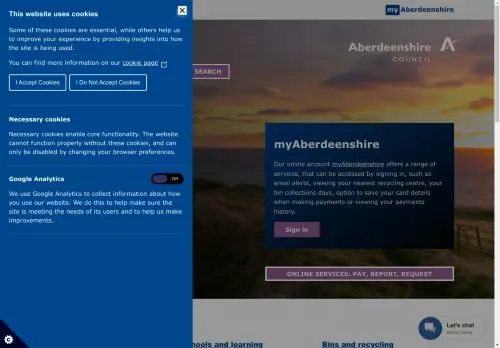 This website uses cookies
Some of these cookies are essential, while others help us
to improve your experience by providing insights into how
the site is being used.
You can find more information on our cookie page
I Accept Cookies
I Do Not Accept Cookies
Necessary cookies
Necessary cookies enable core functionality. The website
cannot function properly without these cookies, and can
only be disabled by changing your browser preferences.
Google Analytics
Off
We use Google Analytics to collect information about how
you use our website. We do this to help make sure the
site is meeting the needs of its users and to help us make
improvements.
myAberdeenshire
Aberdeenshire
COUNCIL
SEARCH
myAberdeenshire
Our online account myAberdeenshire offers a range of
services, that can be accessed by signing in, such as
email alerts, viewing your nearest recycling centre, your
bin collections days, option to save your card details
when making payments or viewing your payments
history.
Sign in
ONLINE SERVICES: PAY, REPORT, REQUEST
Let's chat
We're Online
hools and learning
Bins and recycling